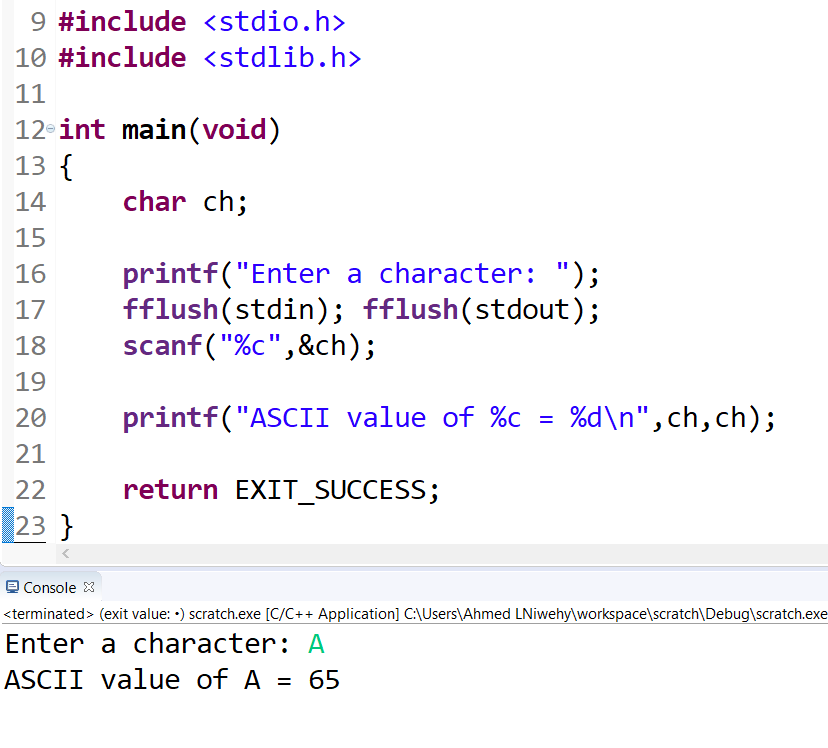 9 #include <stdio.h>
10 #include <stdlib.h>
11
12 int main(void)
13 {
14     char ch;
15
16     printf("Enter a character: ");
17     fflush(stdin); fflush(stdout);
18     scanf("%c",&ch);
19
20     printf("ASCII value of %c = %d\n",ch,ch);
21
22     return EXIT_SUCCESS;
23 }
Console
<terminated> (exit value: •) scratch.exe [C/C++ Application] C:\Users\Ahmed LNiwehy\workspace\scratch\Debug\scratch.exe
Enter a character: A
ASCII value of A = 65